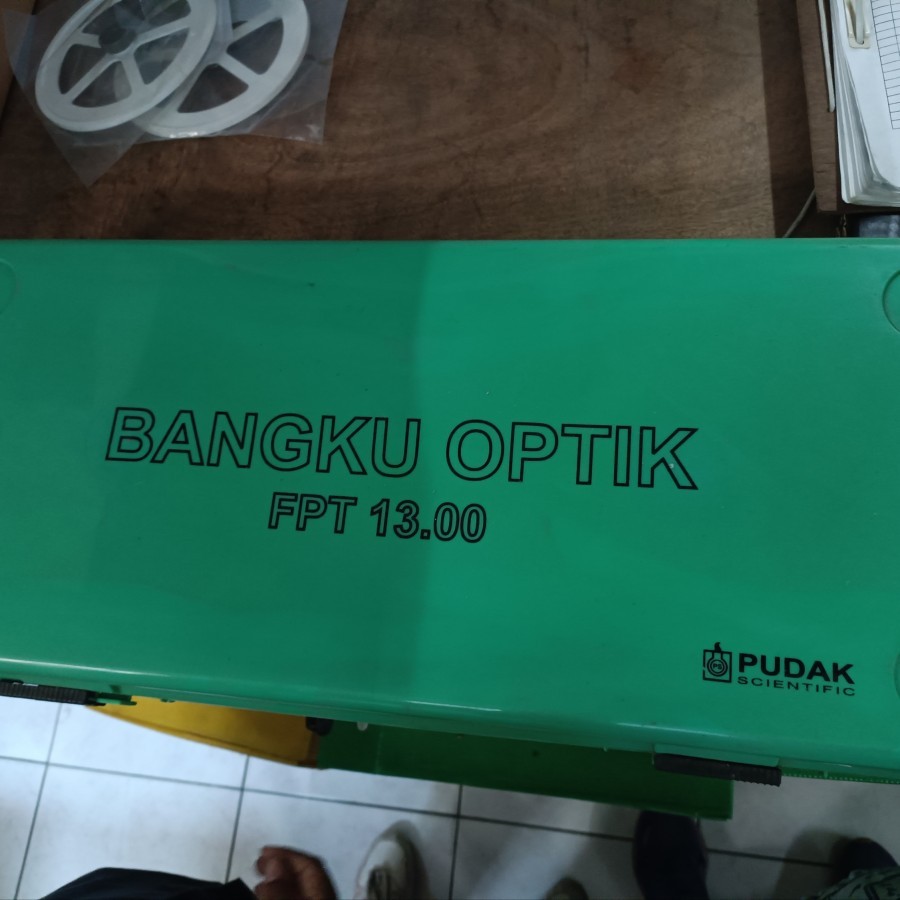 BANGKU OPTIK
FPT 13.00
PUDAK
SCIENTIFIC